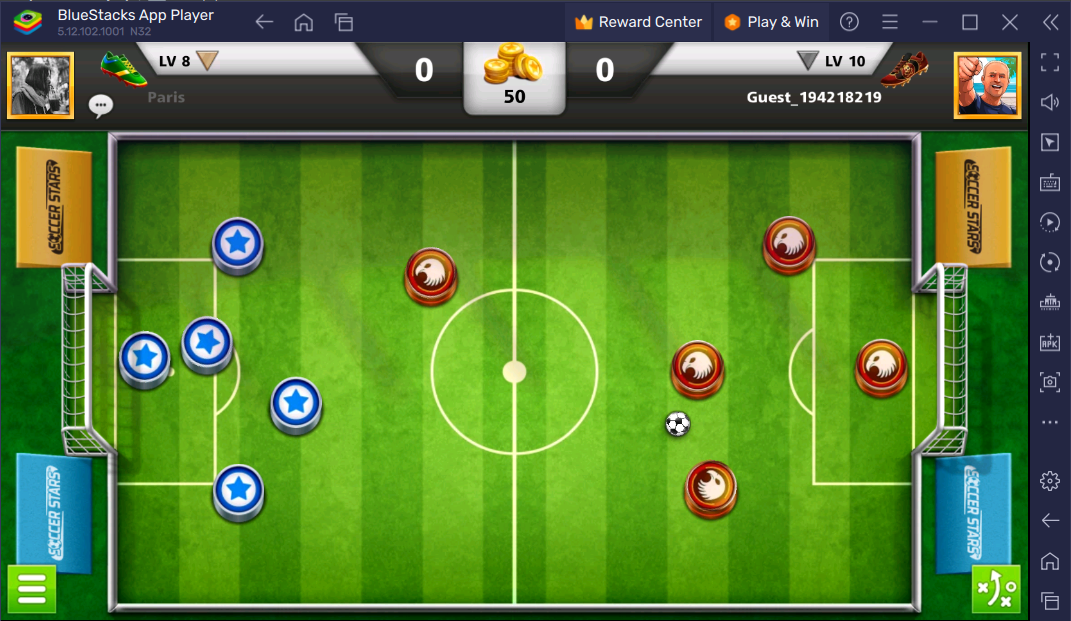 BlueStacks App Player
5.12.102.1001 N32
Reward Center
Play & Win
LV 8
0
50
0
LV 10
Paris
Guest_194218219
SOCCER STARS
SOCCER STARS
SOCCER STARS
SOCCER STARS
APK